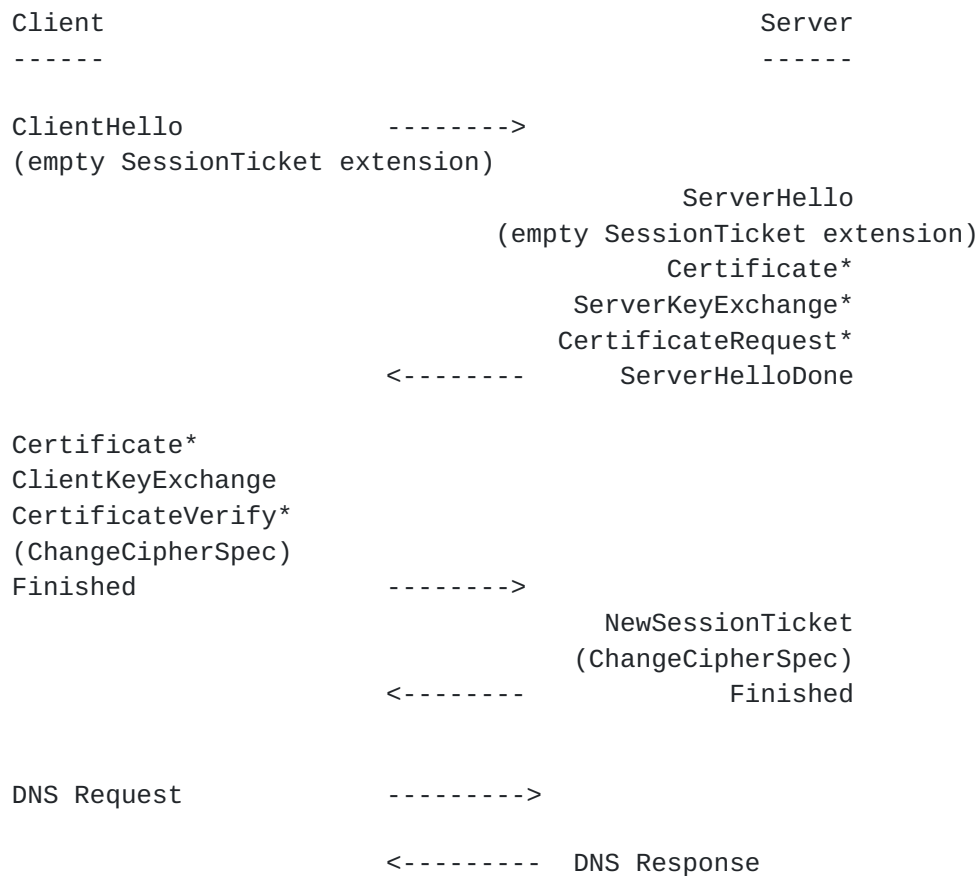 Client                                          Server
------                                          ------
ClientHello             -------->
(empty SessionTicket extension)
                                           ServerHello
                               (empty SessionTicket extension)
                                          Certificate*
                                    ServerKeyExchange*
                                   CertificateRequest*
                        <--------      ServerHelloDone
Certificate*
ClientKeyExchange
CertificateVerify*
(ChangeCipherSpec)
Finished                -------->
                                      NewSessionTicket
                                    (ChangeCipherSpec)
                        <--------             Finished
DNS Request             --------->
                        <---------  DNS Response